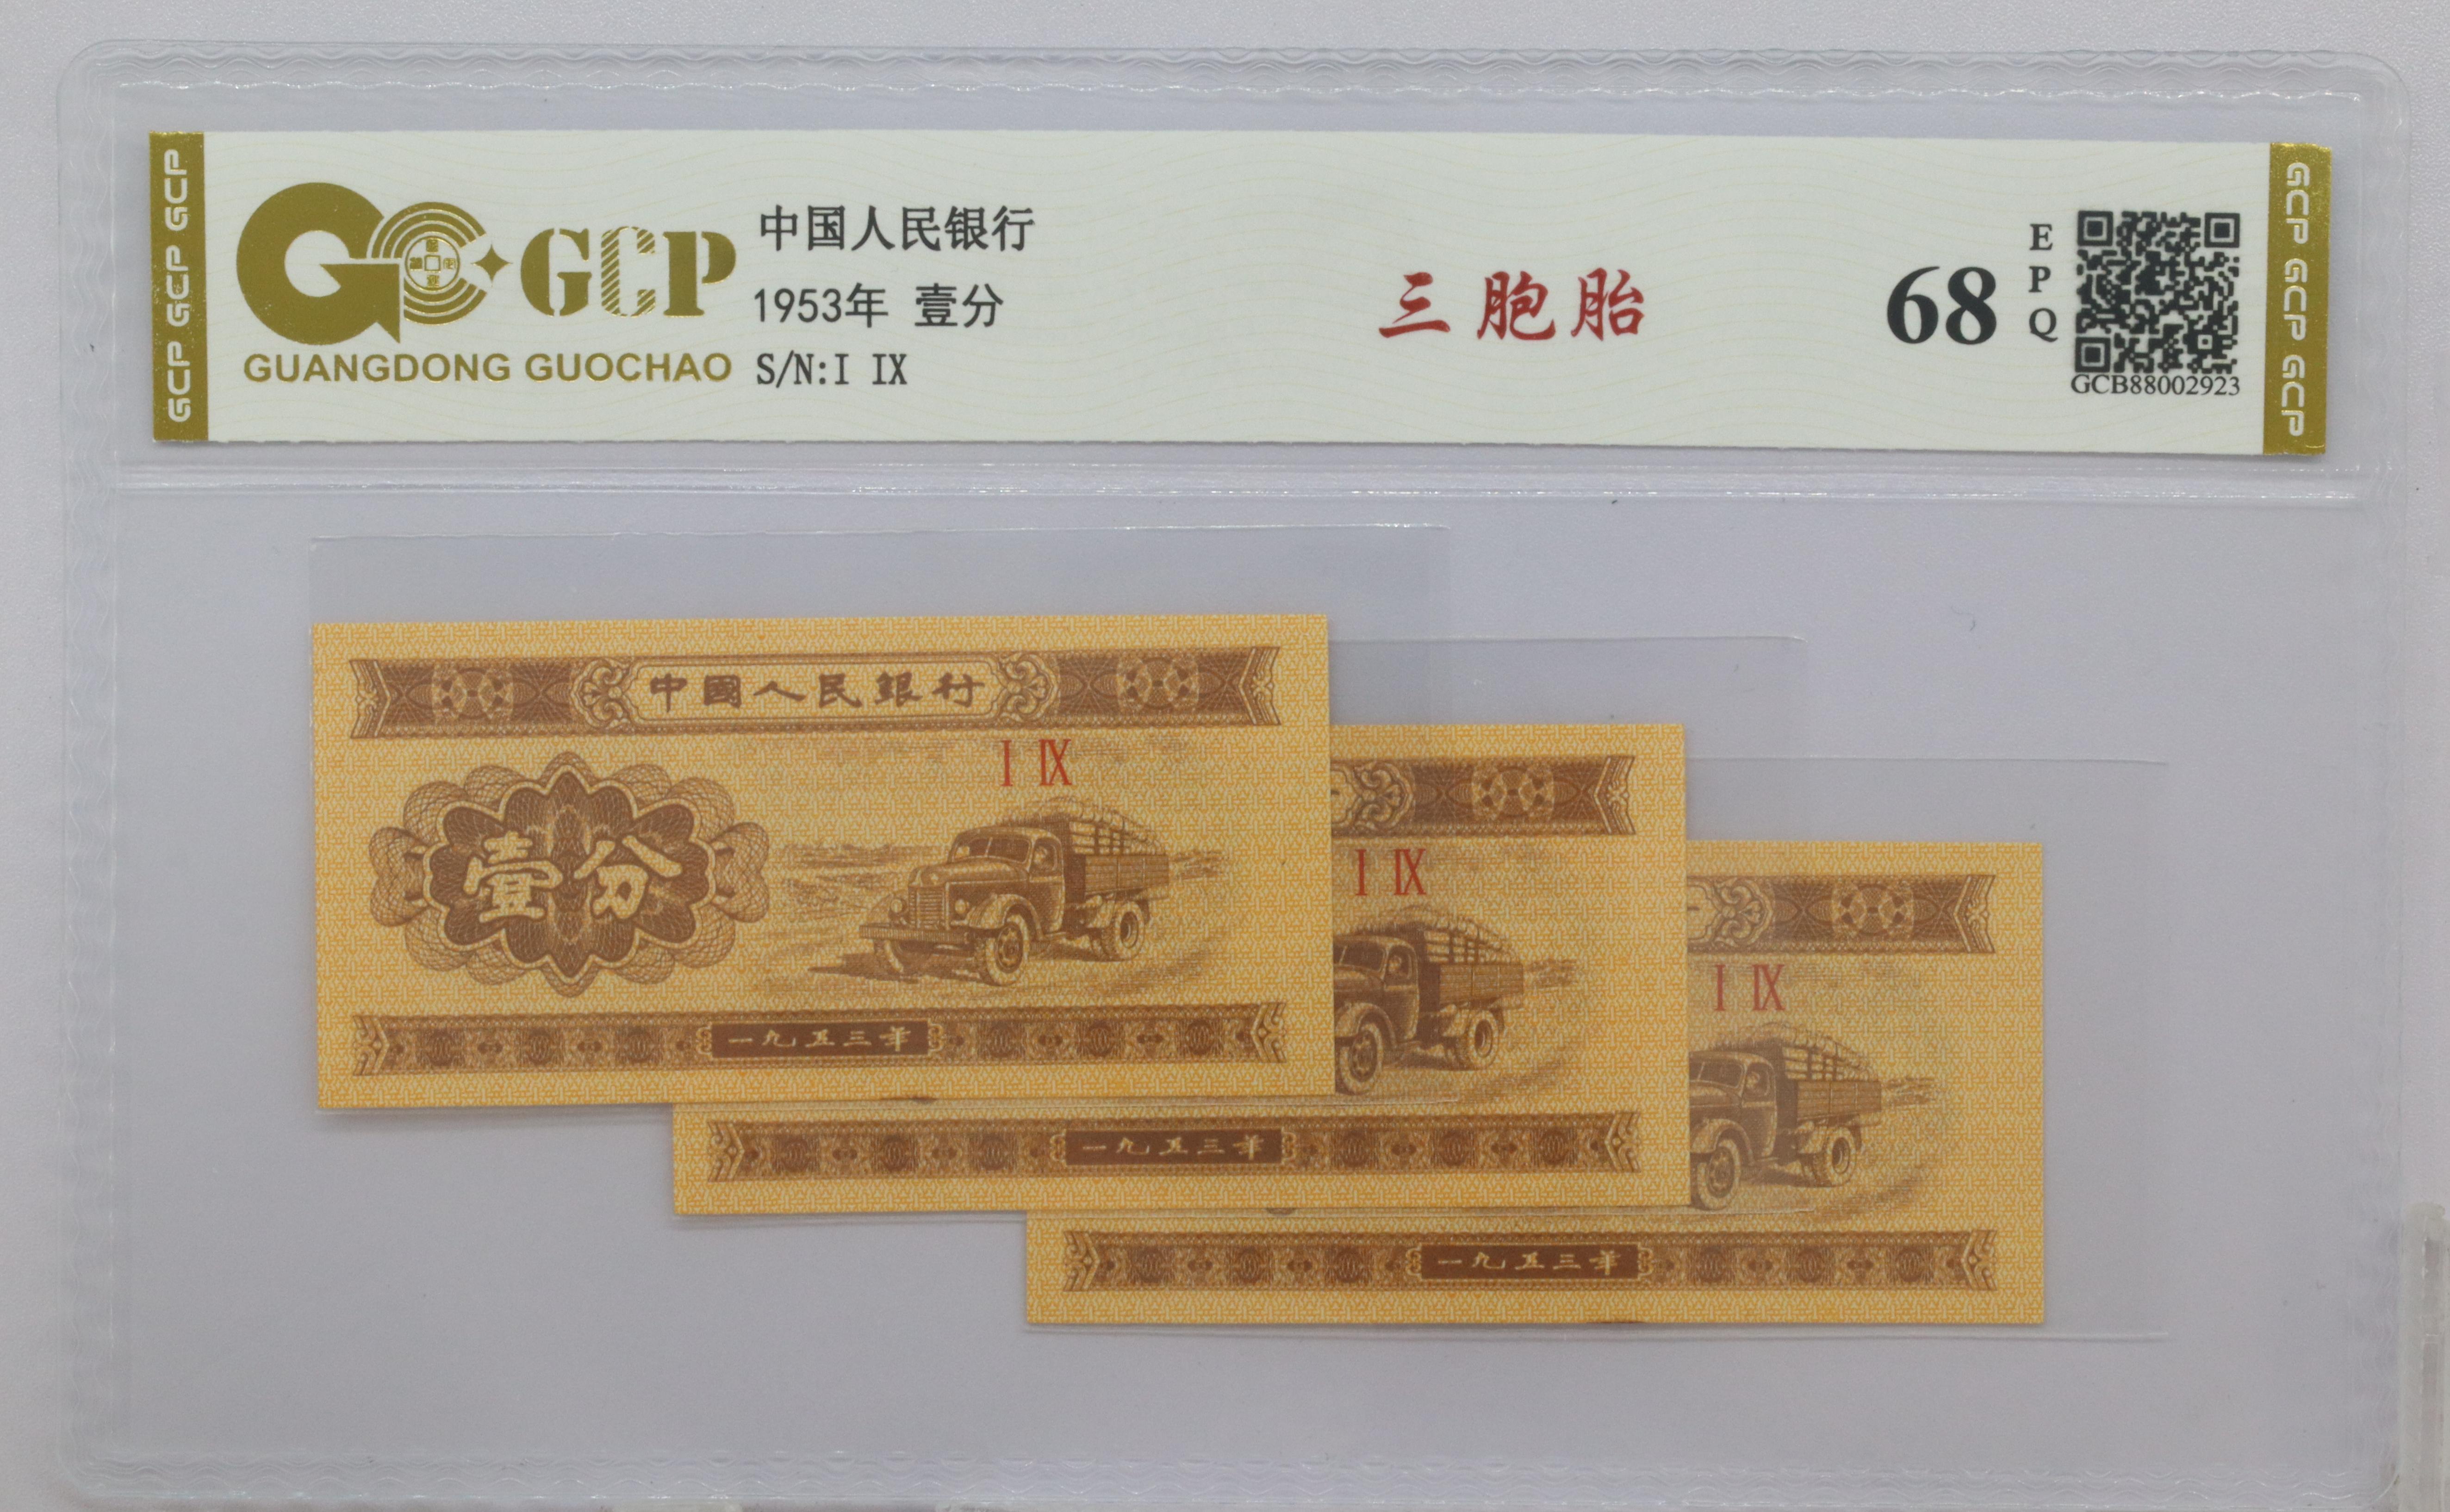 GCP GCP GCP
GCP
GUANGDONG GUOCHAO
中国人民银行
1953年 壹分
S/N:I IX
三胞胎
68
EPQ
GCB88002923
GCP GCP GCP
中國人民銀行
I IX
壹分
一九五三年
I IX
一九五三年
I IX
一九五三年